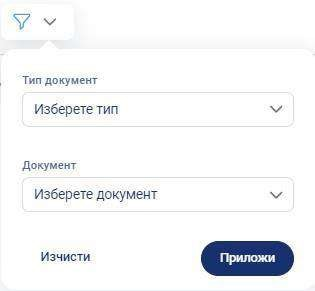 Тип документ
Изберете тип
Документ
Изберете документ
Изчисти
Приложи